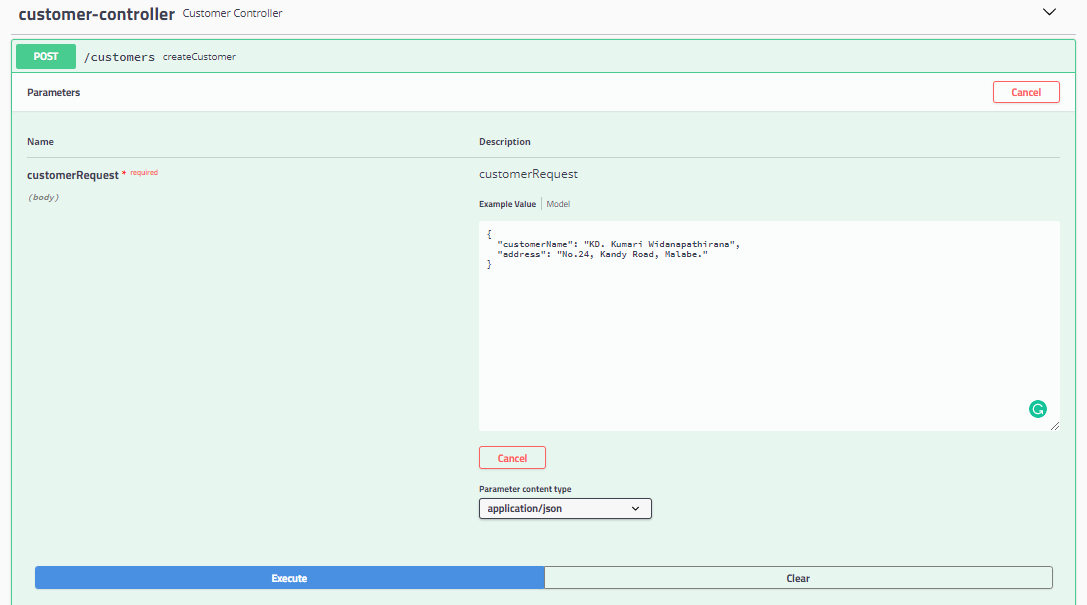 customer-controller Customer Controller
POST /customers createCustomer
Parameters Cancel
Name Description
customerRequest * required customerRequest
(body)
Example Value Model
{
"customerName": "KD. Kumari Widanapathirana",
"address": "No.24, Kandy Road, Malabe."
}
Cancel
Parameter content type
application/json
Execute Clear